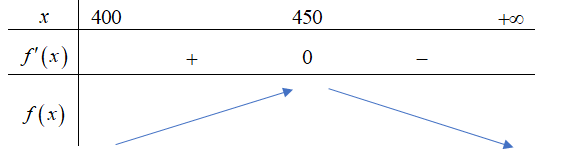 x 400 450 +∞
f'(x) + 0 −
f(x)